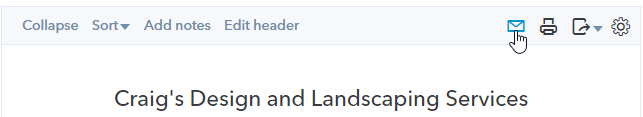 Collapse Sort Add notes Edit header
Craig's Design and Landscaping Services